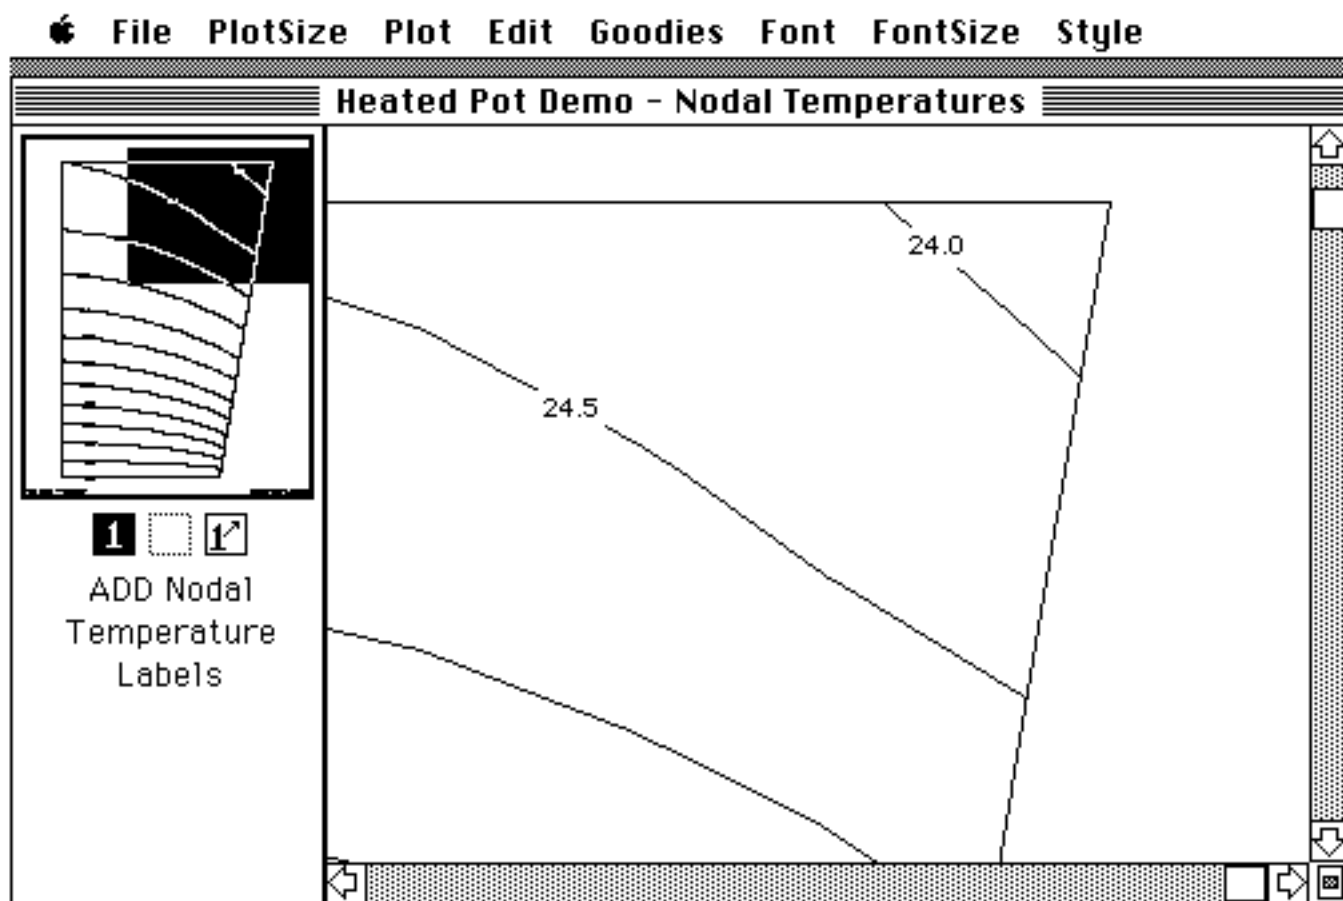 File PlotSize Plot Edit Goodies Font FontSize Style
Heated Pot Demo - Nodal Temperatures
24.0
24.5
1 1
ADD Nodal
Temperature
Labels